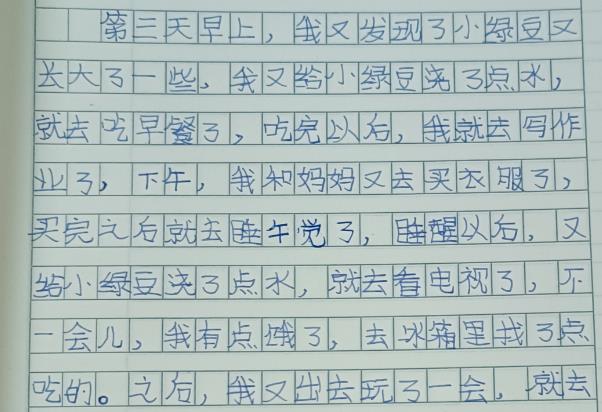 第三天早上，我又发现了小绿豆又
长大了一些，我又给小绿豆浇了点水，
就去吃早餐了，吃完以后，我就去写作
业了，下午，我和妈妈又去买衣服了，
买完之后就去睡午觉了，睡醒以后，又
给小绿豆浇了点水，就去看电视了，不
一会儿，我有点饿了，去冰箱里找了点
吃的。之后，我又出去玩了一会，就去